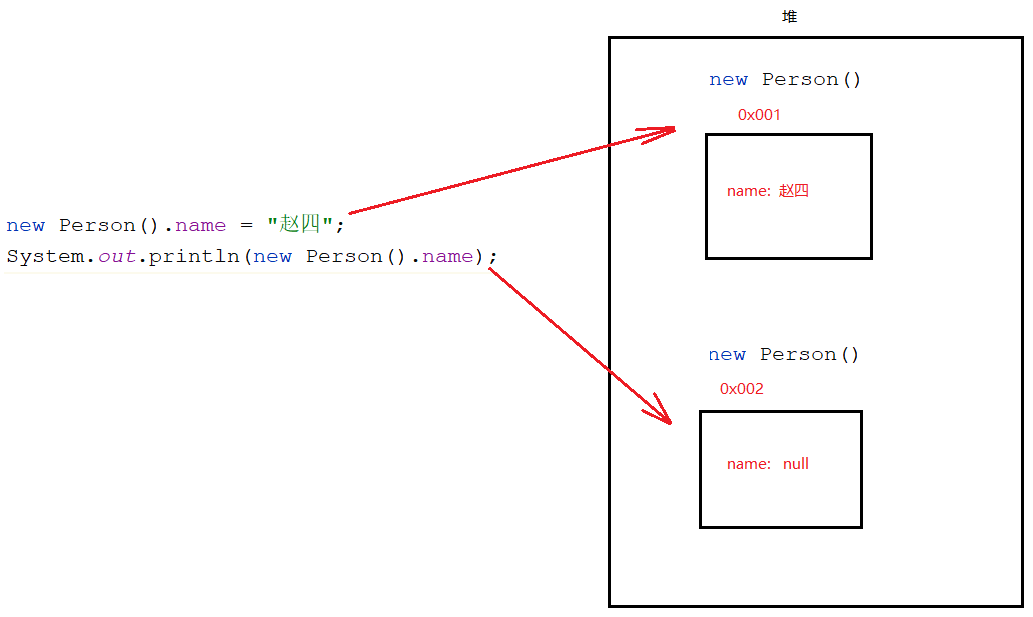 堆
new Person()
0x001
name: 赵四
new Person().name = "赵四";
System.out.println(new Person().name);
new Person()
0x002
name: null